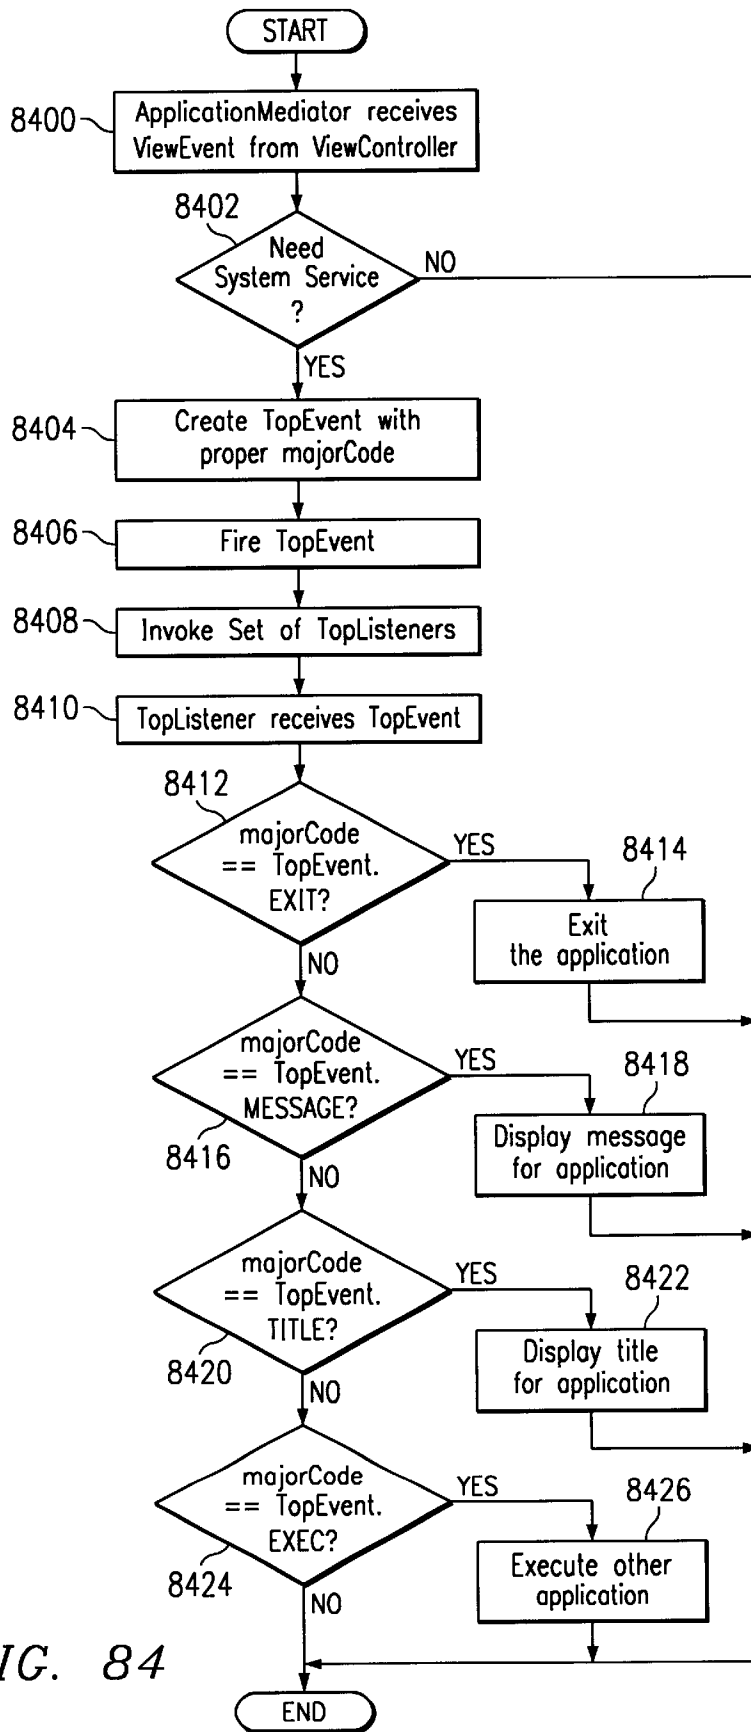 START
8400
ApplicationMediator receives
ViewEvent from ViewController
8402
Need
System Service
?
NO
YES
8404
Create TopEvent with
proper majorCode
8406
Fire TopEvent
8408
Invoke Set of TopListeners
8410
TopListener receives TopEvent
8412
majorCode
== TopEvent.
EXIT?
YES
8414
Exit
the application
NO
majorCode
== TopEvent.
MESSAGE?
8416
YES
8418
Display message
for application
NO
majorCode
== TopEvent.
TITLE?
8420
YES
8422
Display title
for application
NO
majorCode
== TopEvent.
EXEC?
8424
YES
8426
Execute other
application
NO
IG. 84
END